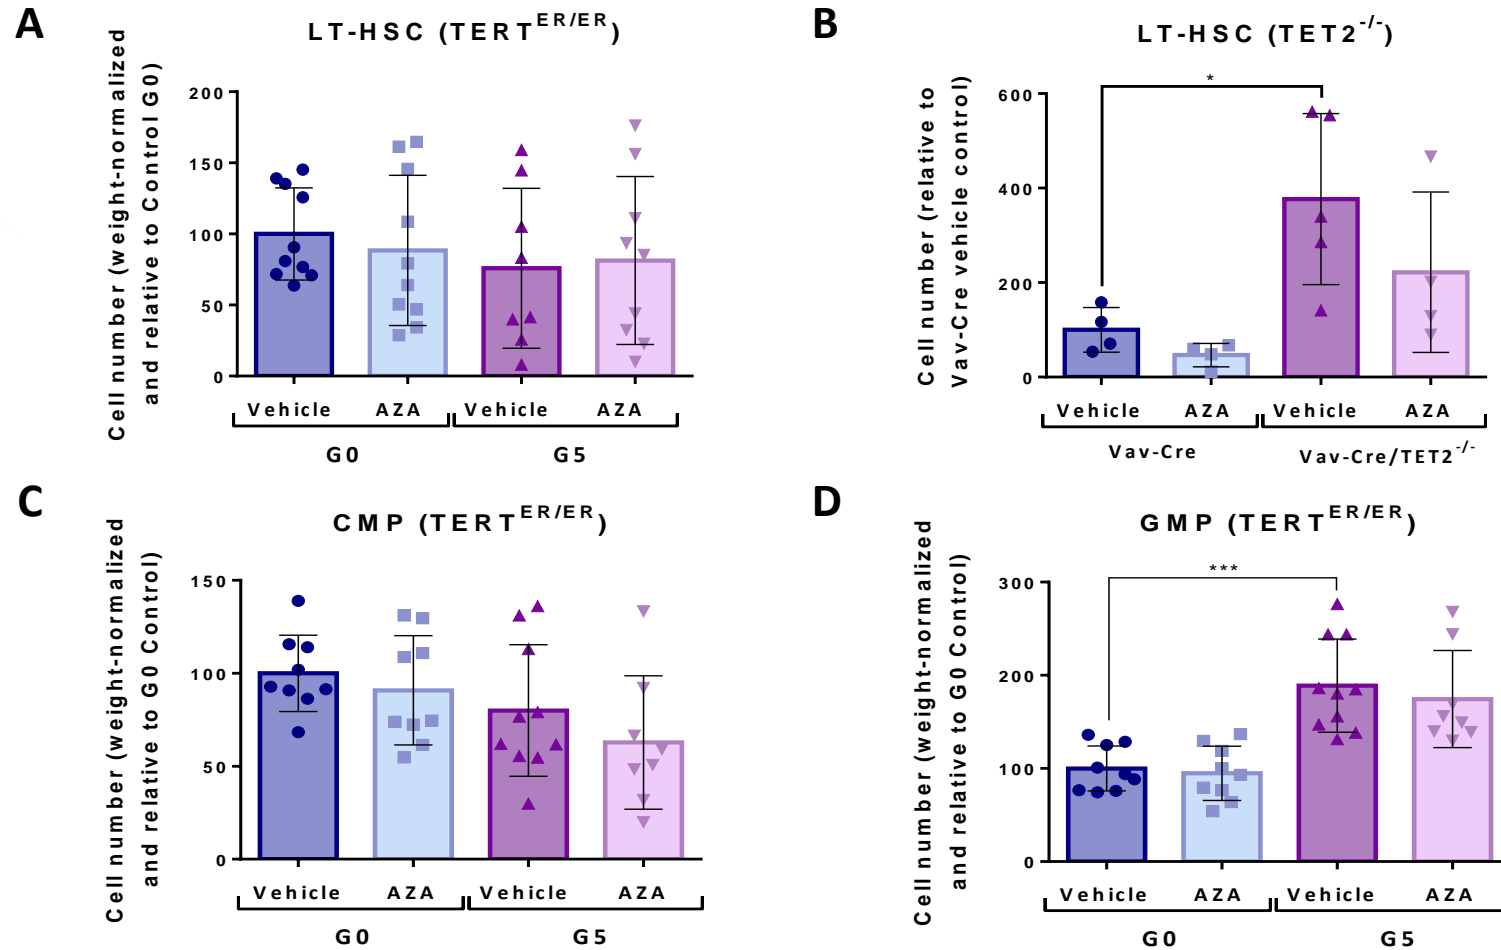 A
LT-HSC (TERT^ER/ER)
Cell number (weight-normalized
and relative to Control G0)
200
150
100
50
0
Vehicle AZA Vehicle AZA
G0 G5
B
LT-HSC (TET2^-/-)
Cell number (relative to
Vav-Cre vehicle control)
*
600
400
200
0
Vehicle AZA Vehicle AZA
Vav-Cre Vav-Cre/TET2^-/-
C
CMP (TERT^ER/ER)
Cell number (weight-normalized
and relative to G0 Control)
150
100
50
0
Vehicle AZA Vehicle AZA
G0 G5
D
GMP (TERT^ER/ER)
Cell number (weight-normalized
and relative to G0 Control)
***
300
200
100
0
Vehicle AZA Vehicle AZA
G0 G5